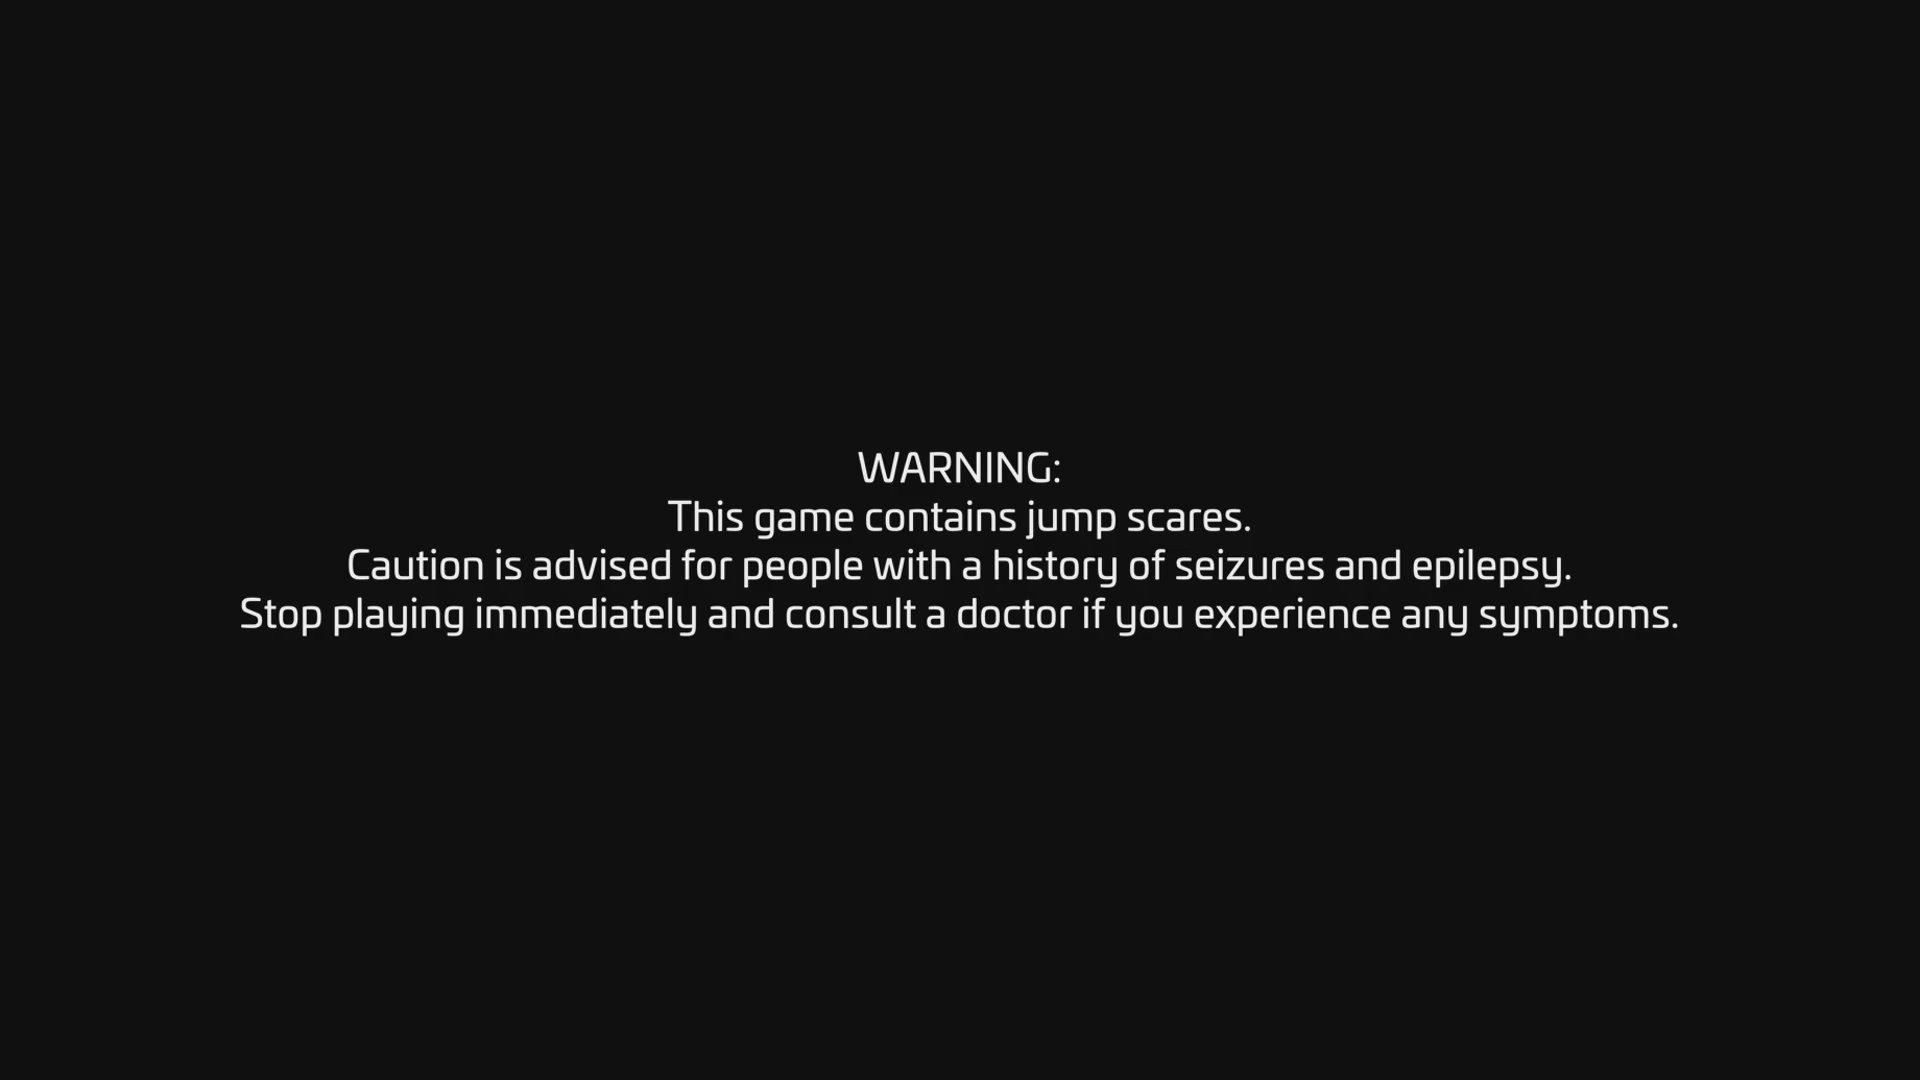 WARNING:
This game contains jump scares.
Caution is advised for people with a history of seizures and epilepsy.
Stop playing immediately and consult a doctor if you experience any symptoms.